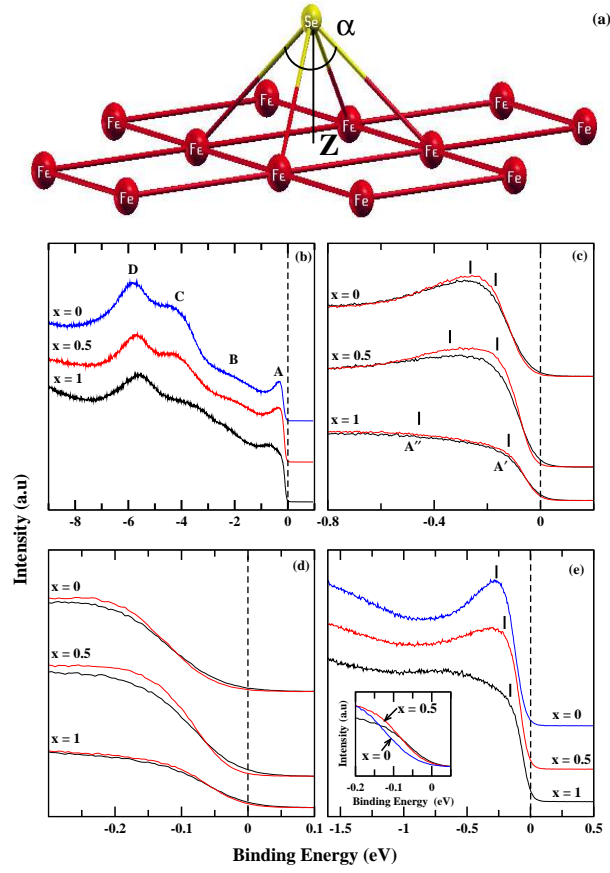 (a)
Se
α
Z
Fe Fe
Fe Fe Fe
Fe Fe
Fe Fe Fe
Fe Fe
Intensity (a.u)
(b)
D
C
B
A
x = 0
x = 0.5
x = 1
-8 -6 -4 -2 0
(c)
x = 0
x = 0.5
x = 1
A″
A′
-0.8 -0.4 0
(d)
x = 0
x = 0.5
x = 1
-0.2 -0.1 0 0.1
(e)
x = 0
x = 0.5
x = 1
Intensity (a.u)
x = 0.5
x = 0
-0.2 -0.1 0
Binding Energy (eV)
-1.5 -1 -0.5 0 0.5
Binding Energy (eV)